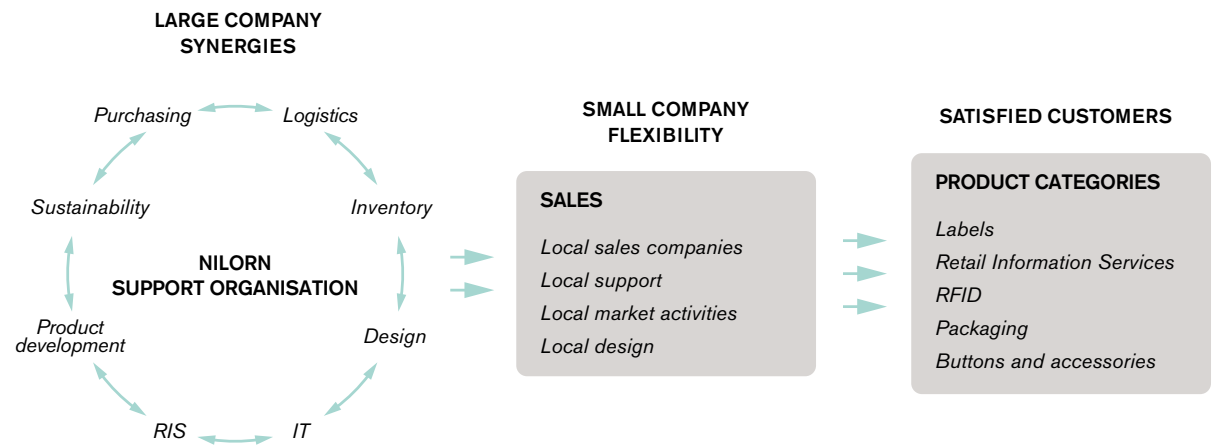 LARGE COMPANY
SYNERGIES
Purchasing
Logistics
Sustainability
Inventory
NILORN
SUPPORT ORGANISATION
Product
development
Design
RIS
IT
SMALL COMPANY
FLEXIBILITY
SALES
Local sales companies
Local support
Local market activities
Local design
SATISFIED CUSTOMERS
PRODUCT CATEGORIES
Labels
Retail Information Services
RFID
Packaging
Buttons and accessories